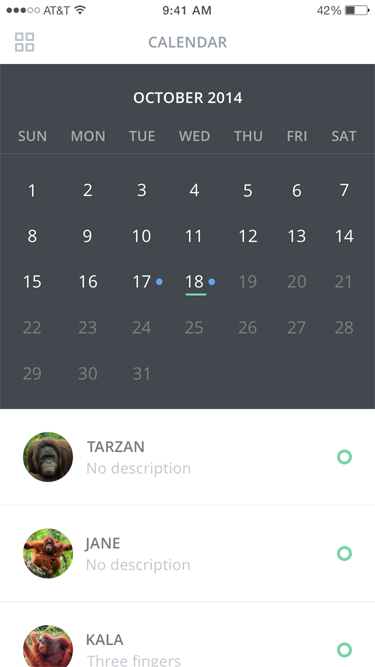 AT&T 9:41 AM 42%
CALENDAR
OCTOBER 2014
SUN MON TUE WED THU FRI SAT
1 2 3 4 5 6 7
8 9 10 11 12 13 14
15 16 17 18 19 20 21
22 23 24 25 26 27 28
29 30 31
TARZAN
No description
JANE
No description
KALA
Three fingers